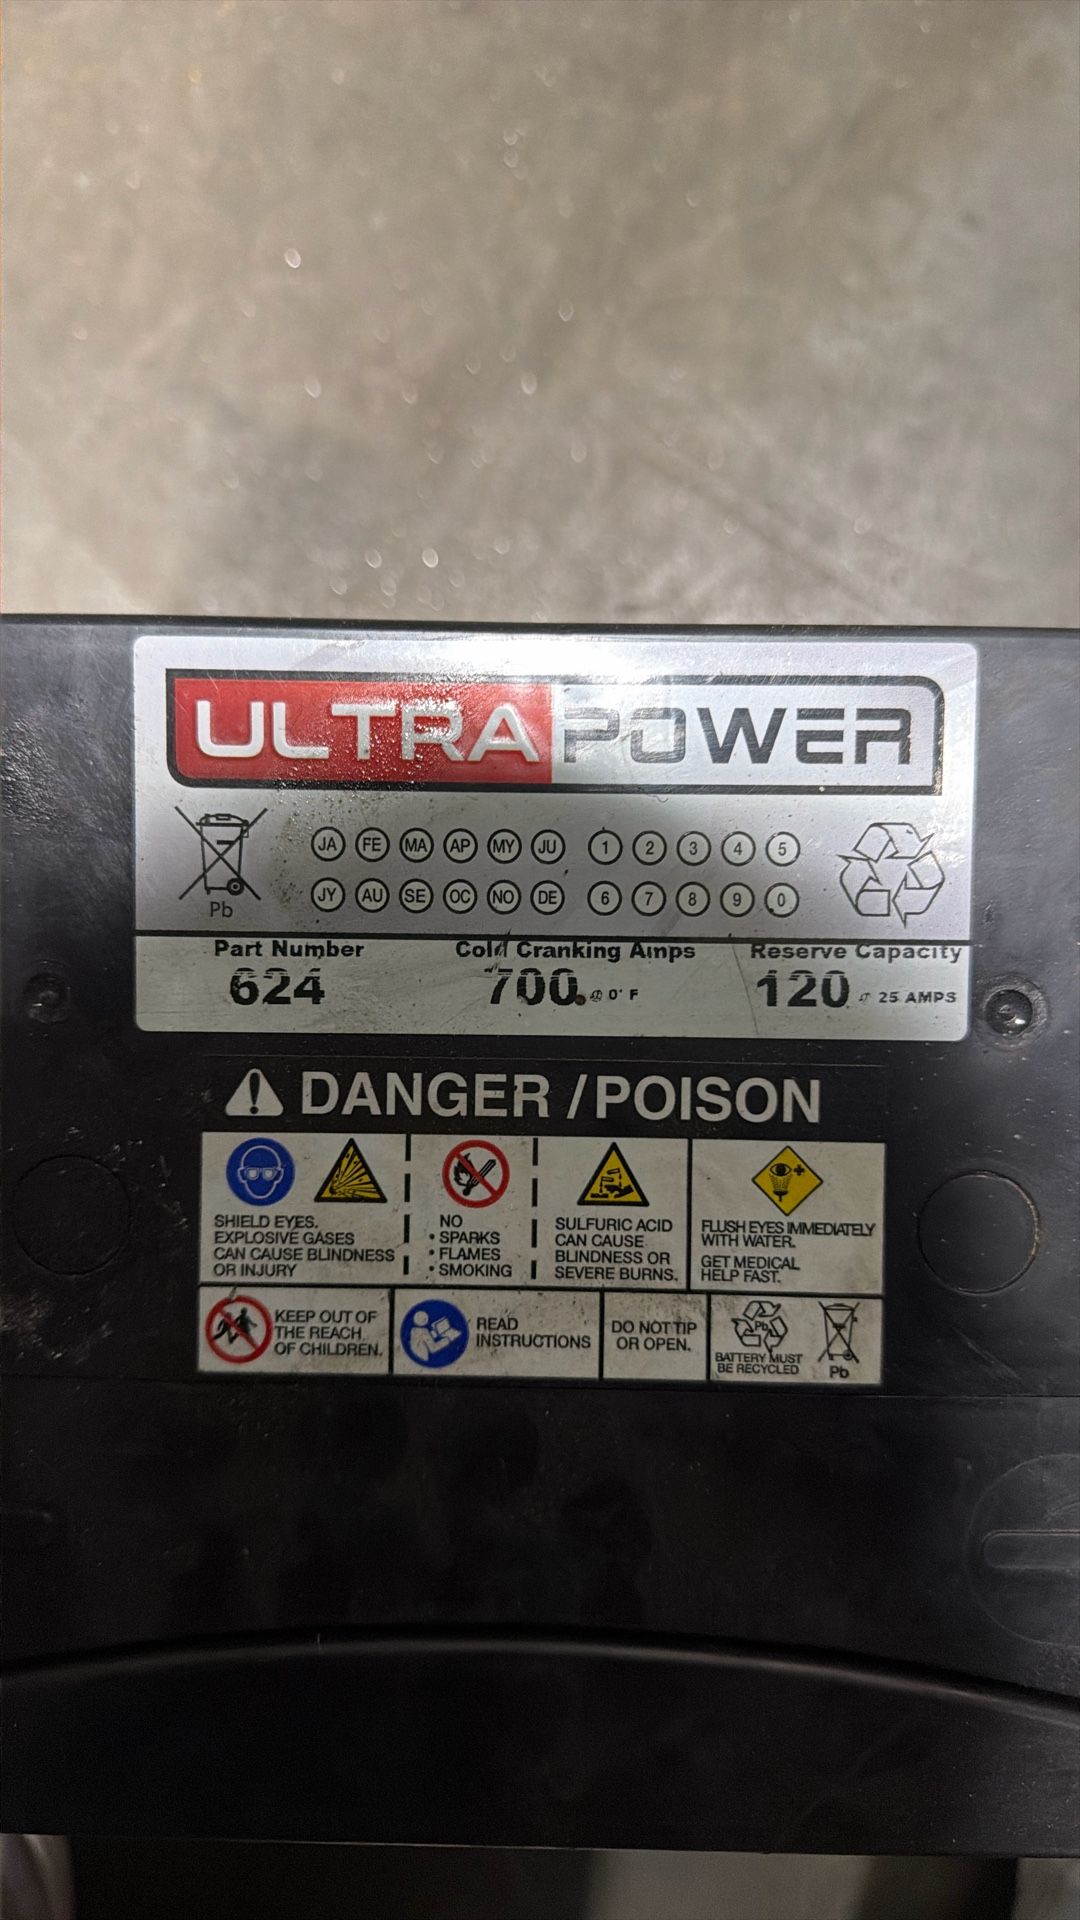 ULTRA POWER
JA FE MA AP MY JU 1 2 3 4 5
JY AU SE OC NO DE 6 7 8 9 0
Pb
Part Number Cold Cranking Amps Reserve Capacity
624 700 @ 0° F 120 @ 25 AMPS
DANGER / POISON
SHIELD EYES.
EXPLOSIVE GASES
CAN CAUSE BLINDNESS
OR INJURY
NO
• SPARKS
• FLAMES
• SMOKING
SULFURIC ACID
CAN CAUSE
BLINDNESS OR
SEVERE BURNS.
FLUSH EYES IMMEDIATELY
WITH WATER.
GET MEDICAL
HELP FAST.
KEEP OUT OF
THE REACH
OF CHILDREN.
READ
INSTRUCTIONS
DO NOT TIP
OR OPEN.
Pb
BATTERY MUST
BE RECYCLED
Pb